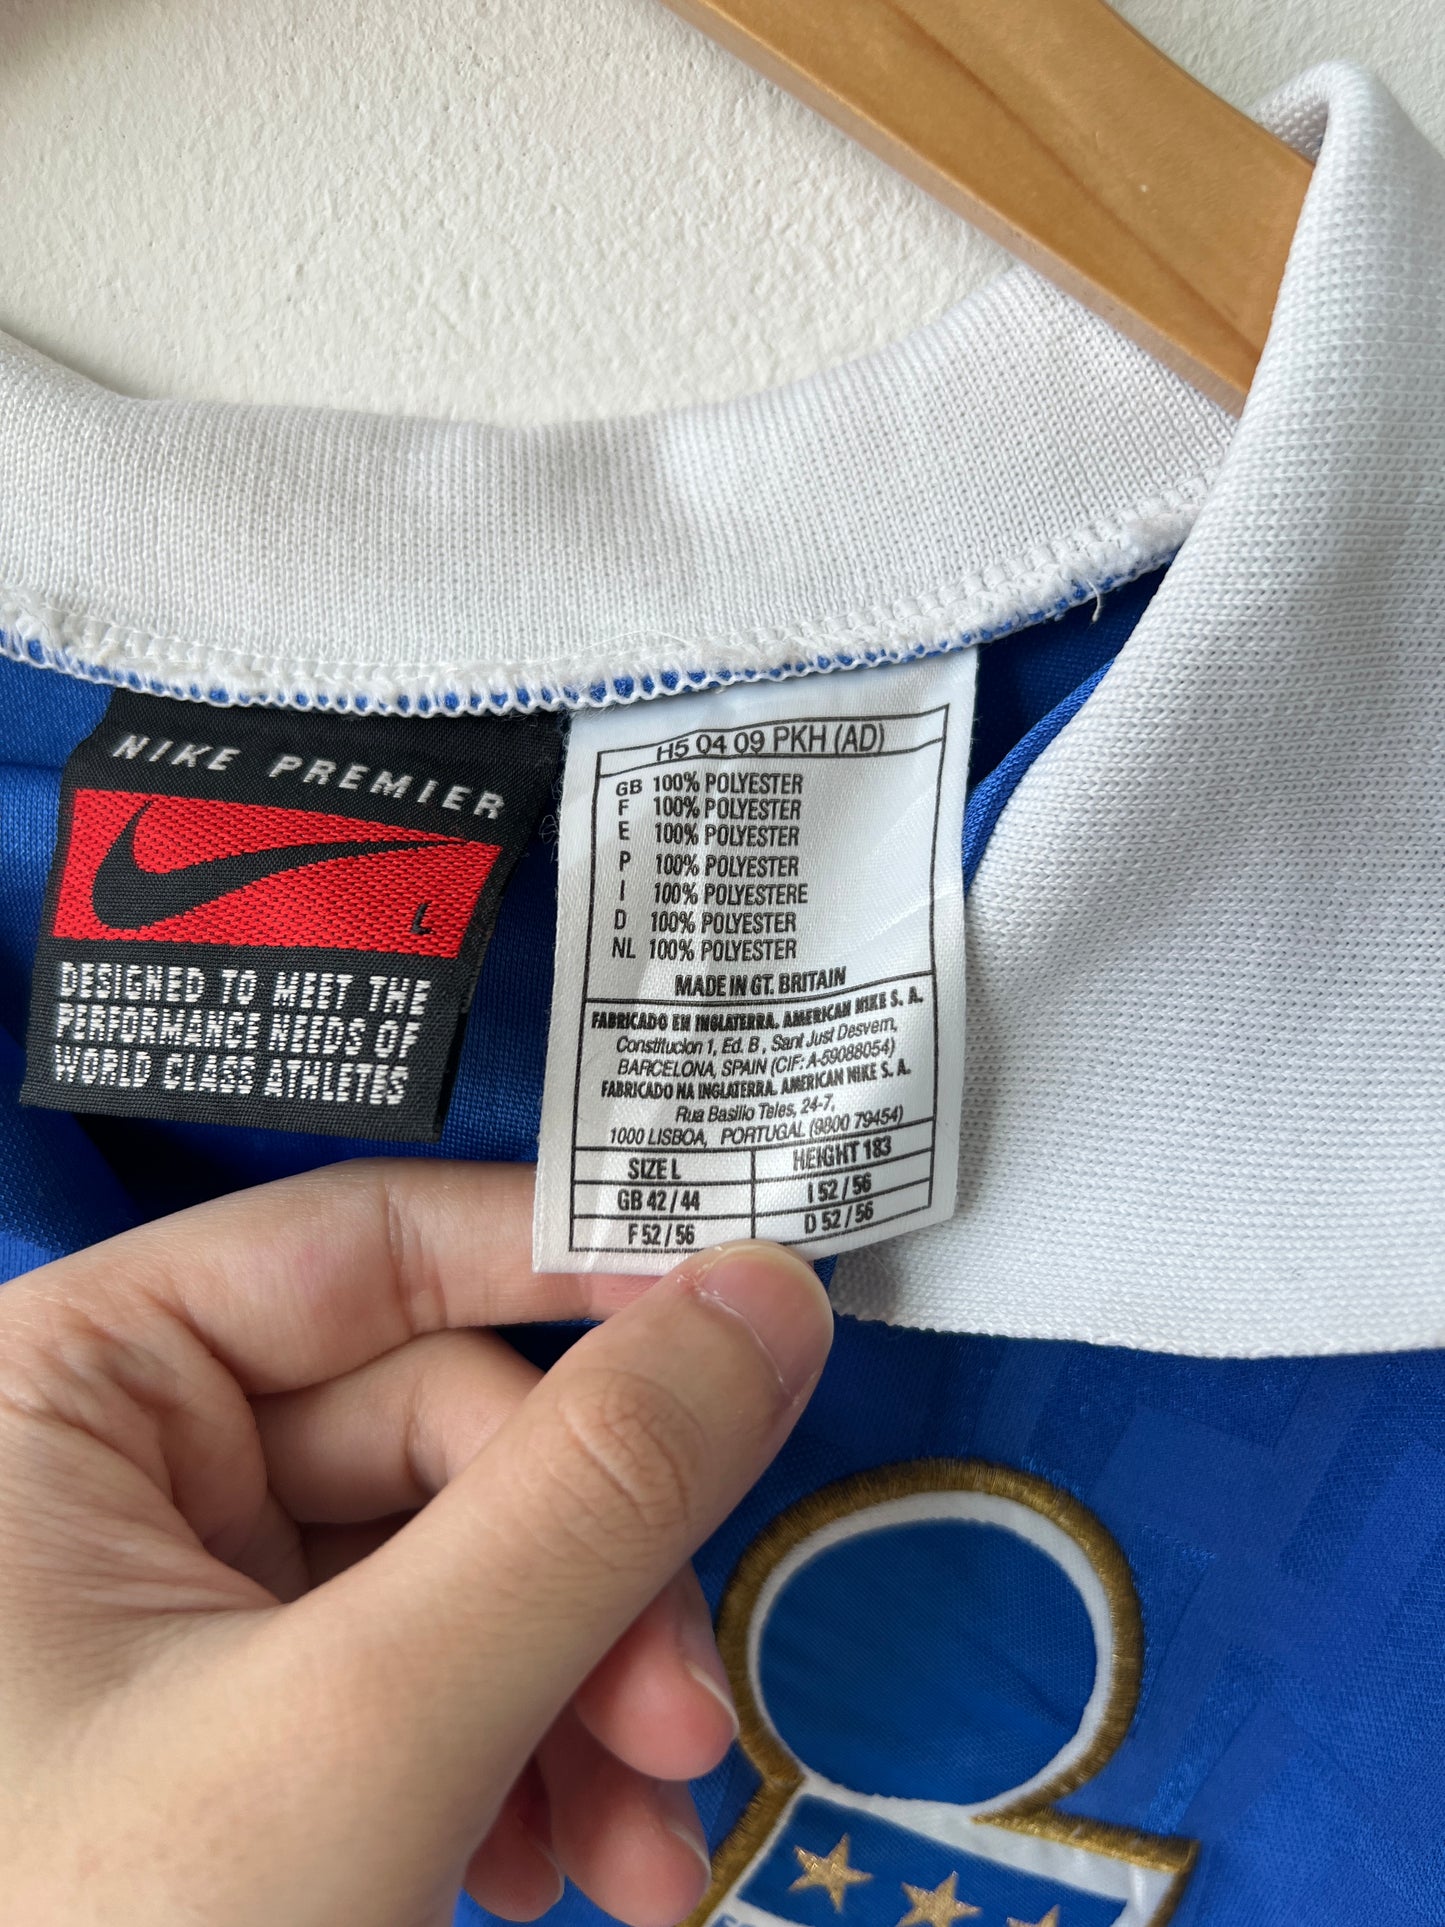 NIKE PREMIER
L
DESIGNED TO MEET THE
PERFORMANCE NEEDS OF
WORLD CLASS ATHLETES
H5 04 09 PKH (AD)
GB 100% POLYESTER
F 100% POLYESTER
E 100% POLYESTER
P 100% POLYESTER
I 100% POLYESTERE
D 100% POLYESTER
NL 100% POLYESTER
MADE IN GT. BRITAIN
FABRICADO EN INGLATERRA. AMERICAN NIKE S. A.
Constitucion 1, Ed. B, Sant Just Desvern,
BARCELONA, SPAIN (CIF: A-59088054)
FABRICADO NA INGLATERRA. AMERICAN NIKE S. A.
Rua Basilio Teles, 24-7,
1000 LISBOA, PORTUGAL (9800 79454)
SIZE L HEIGHT 183
GB 42 / 44 I 52 / 56
F 52 / 56 D 52 / 56